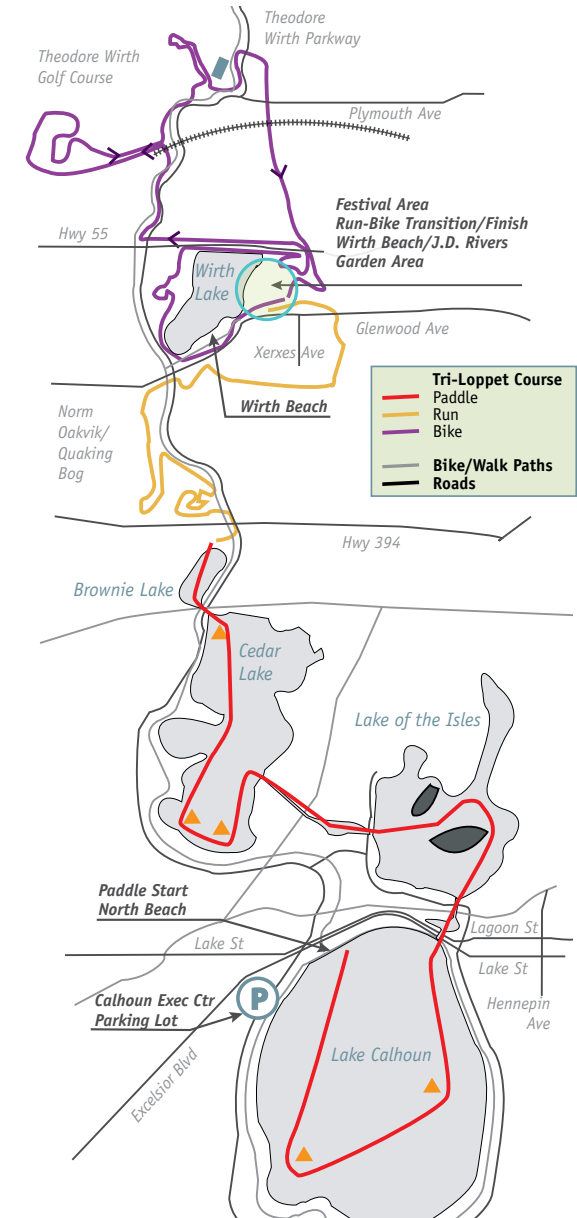 Theodore
Wirth Parkway
Theodore Wirth
Golf Course
Plymouth Ave
Festival Area
Run-Bike Transition/Finish
Wirth Beach/J.D. Rivers
Garden Area
Hwy 55
Wirth
Lake
Glenwood Ave
Xerxes Ave
Wirth Beach
Tri-Loppet Course
Paddle
Run
Bike
Bike/Walk Paths
Roads
Norm
Oakvik/
Quaking
Bog
Hwy 394
Brownie Lake
Cedar
Lake
Lake of the Isles
Paddle Start
North Beach
Lagoon St
Lake St
Lake St
Hennepin
Ave
Calhoun Exec Ctr
Parking Lot
P
Excelsior Blvd
Lake Calhoun